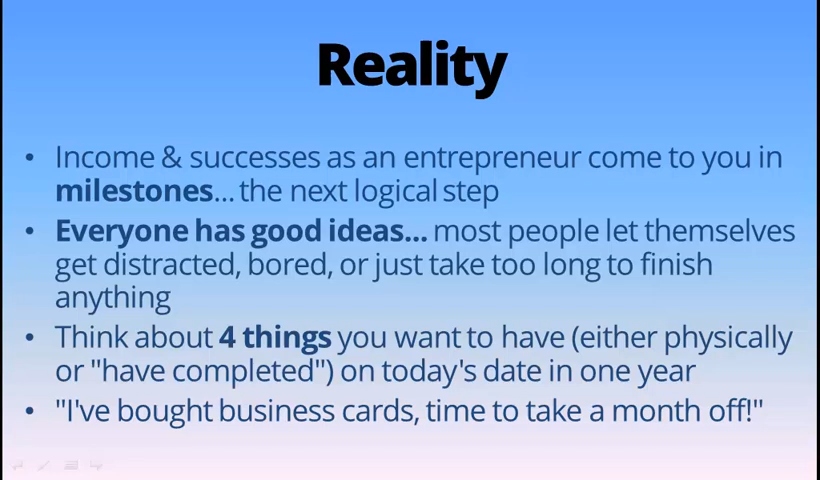 Reality
• Income & successes as an entrepreneur come to you in
milestones... the next logical step
• Everyone has good ideas... most people let themselves
get distracted, bored, or just take too long to finish
anything
• Think about 4 things you want to have (either physically
or "have completed") on today's date in one year
• "I've bought business cards, time to take a month off!"